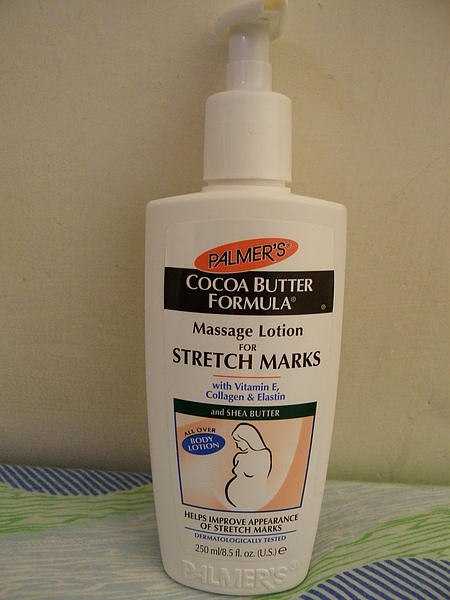 PALMER'S®
COCOA BUTTER
FORMULA®
®
Massage Lotion
FOR
STRETCH MARKS
with Vitamin E,
Collagen & Elastin
and SHEA BUTTER
ALL OVER
BODY
LOTION
HELPS IMPROVE APPEARANCE
OF STRETCH MARKS
DERMATOLOGICALLY TESTED
250 ml/8.5 fl. oz. (U.S.) ℮
PALMER'S®